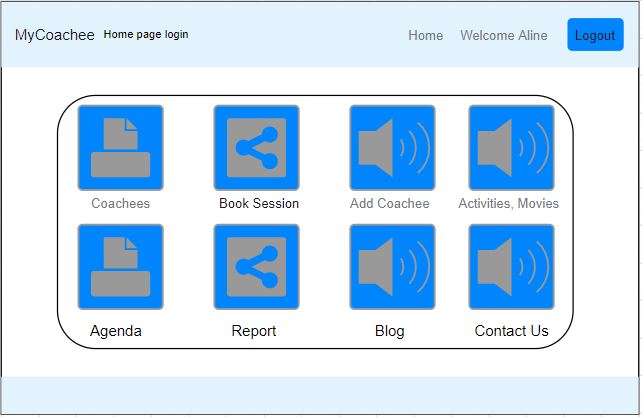 MyCoachee Home page login Home Welcome Aline Logout
Coachees Book Session Add Coachee Activities, Movies
Agenda Report Blog Contact Us